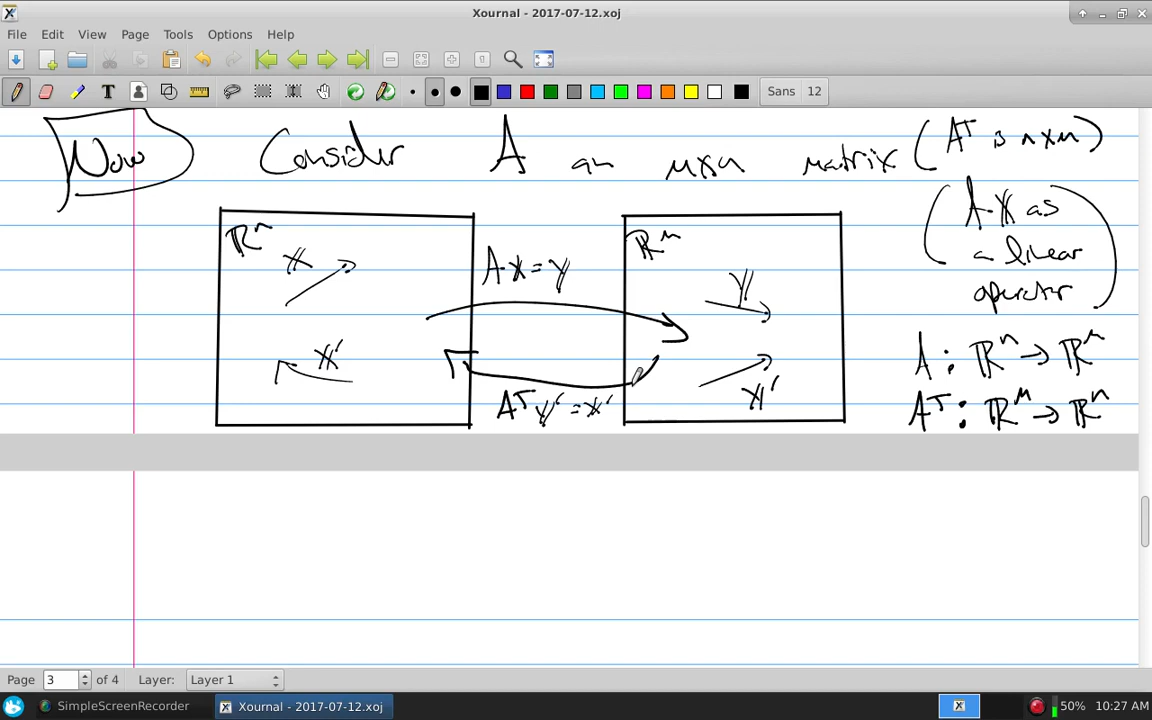 Xournal - 2017-07-12.xoj
File Edit View Page Tools Options Help
Sans 12
Now Consider A an mxn matrix (Aᵀ is nxm)
(A·X as
a linear
operator)
ℝⁿ
X
A·X=Y
ℝᵐ
Y
X'
AᵀY'=X'
Y'
A: ℝⁿ → ℝᵐ
Aᵀ: ℝᵐ → ℝⁿ
Page 3 of 4 Layer: Layer 1
SimpleScreenRecorder Xournal - 2017-07-12.xoj 50% 10:27 AM